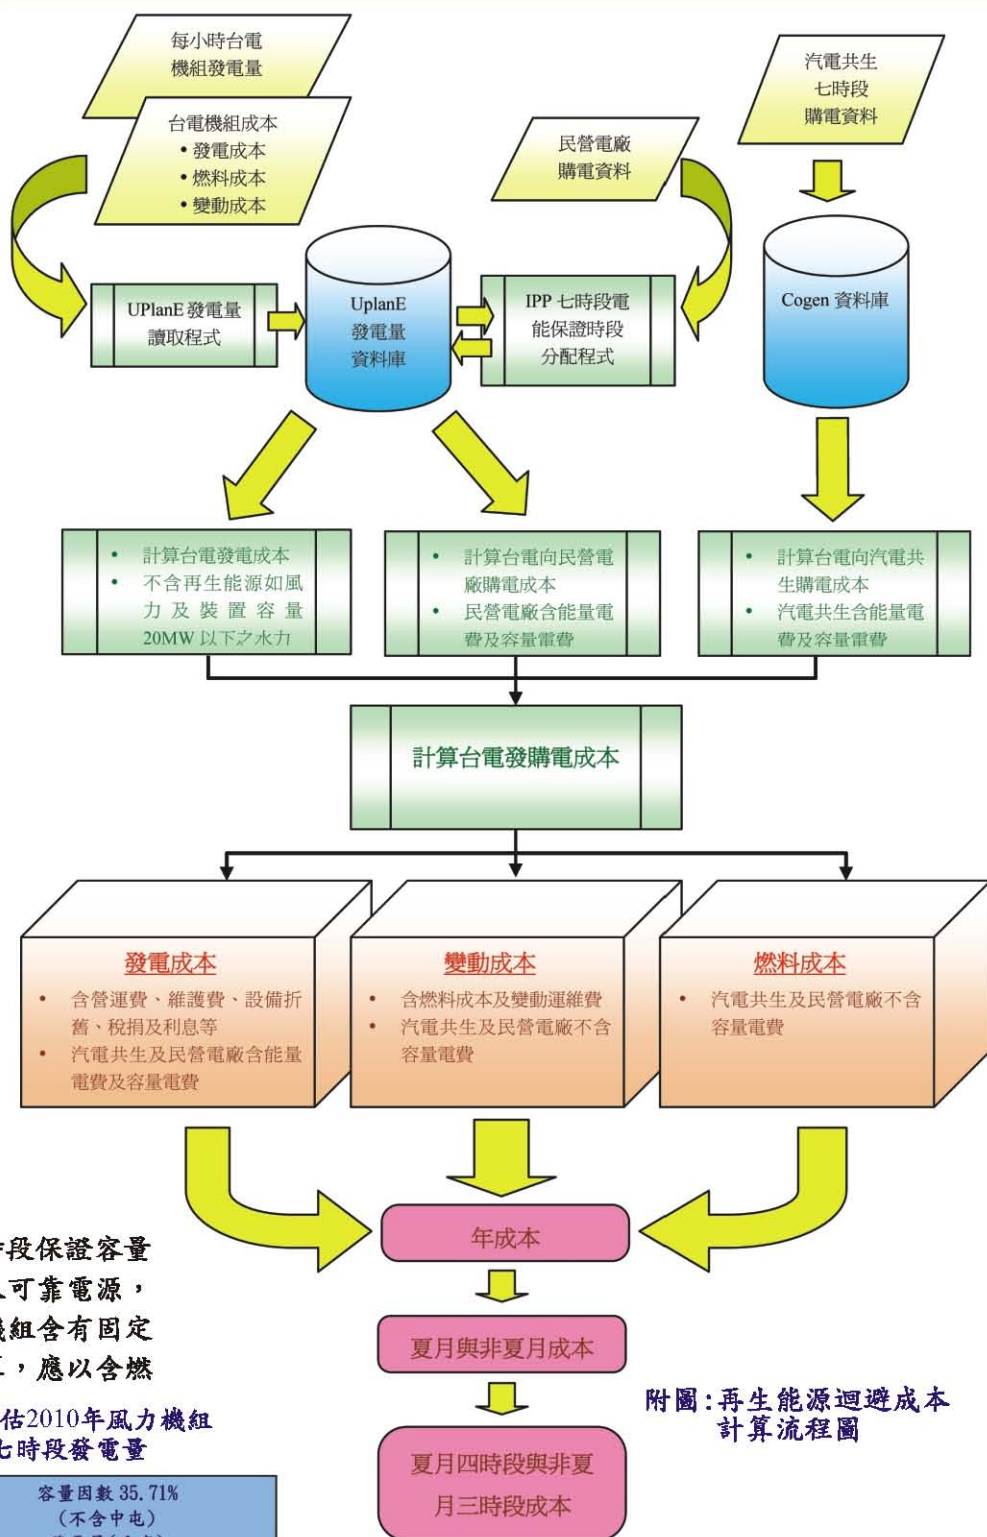 每小時台電
機組發電量
台電機組成本
• 發電成本
• 燃料成本
• 變動成本
民營電廠
購電資料
汽電共生
七時段
購電資料
UPlanE 發電量
讀取程式
UplanE
發電量
資料庫
IPP 七時段電
能保證時段
分配程式
Cogen 資料庫
• 計算台電發電成本
• 不含再生能源如風
力及裝置容量
20MW 以下之水力
• 計算台電向民營電
廠購電成本
• 民營電廠含能量電
費及容量電費
• 計算台電向汽電共
生購電成本
• 汽電共生含能量電
費及容量電費
計算台電發購電成本
發電成本
• 含營運費、維護費、設備折
舊、稅捐及利息等
• 汽電共生及民營電廠含能量
電費及容量電費
變動成本
• 含燃料成本及變動運維費
• 汽電共生及民營電廠不含
容量電費
燃料成本
• 汽電共生及民營電廠不含
容量電費
年成本
夏月與非夏月成本
夏月四時段與非夏
月三時段成本
段保證容量
可靠電源，
組含有固定
，應以含燃
估2010年風力機組
七時段發電量
容量因數 35.71%
(不含中屯)
附圖:再生能源迴避成本
計算流程圖